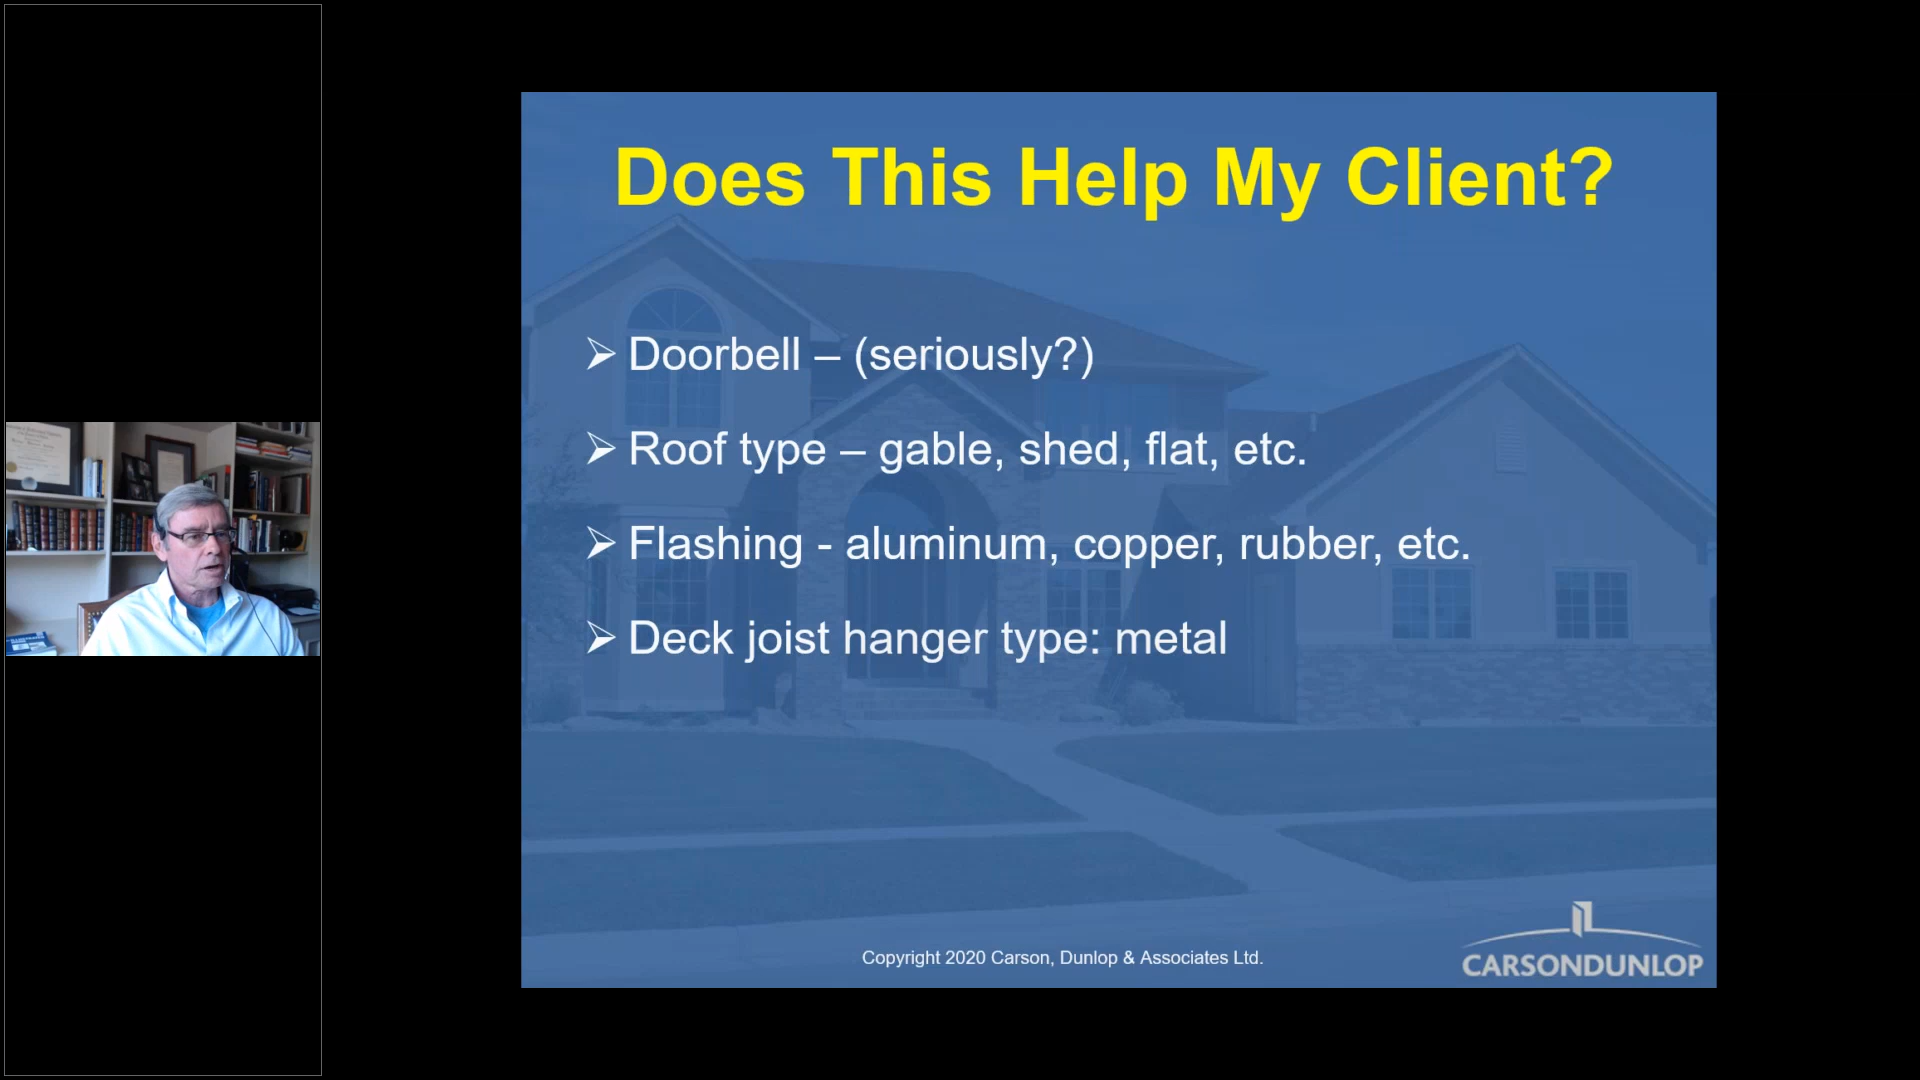 Does This Help My Client?
➢ Doorbell – (seriously?)
➢ Roof type – gable, shed, flat, etc.
➢ Flashing - aluminum, copper, rubber, etc.
➢ Deck joist hanger type: metal
Copyright 2020 Carson, Dunlop & Associates Ltd.
CARSONDUNLOP